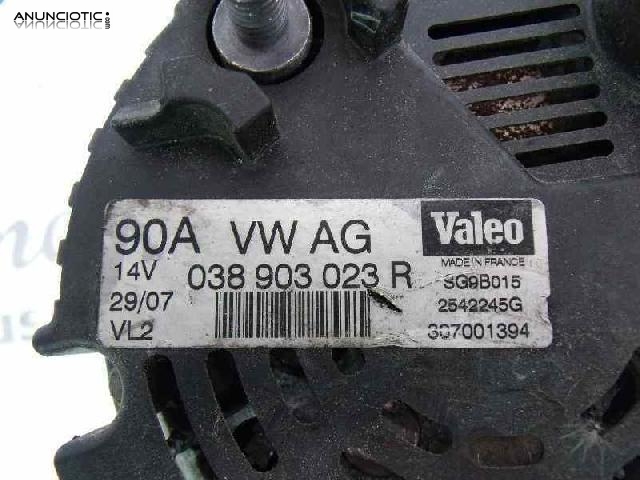 ANUNCIOTIC
90A VW AG
Valeo
MADE IN FRANCE
14V 038 903 023 R SG9B015
29/07 2542245G
VL2 307001394